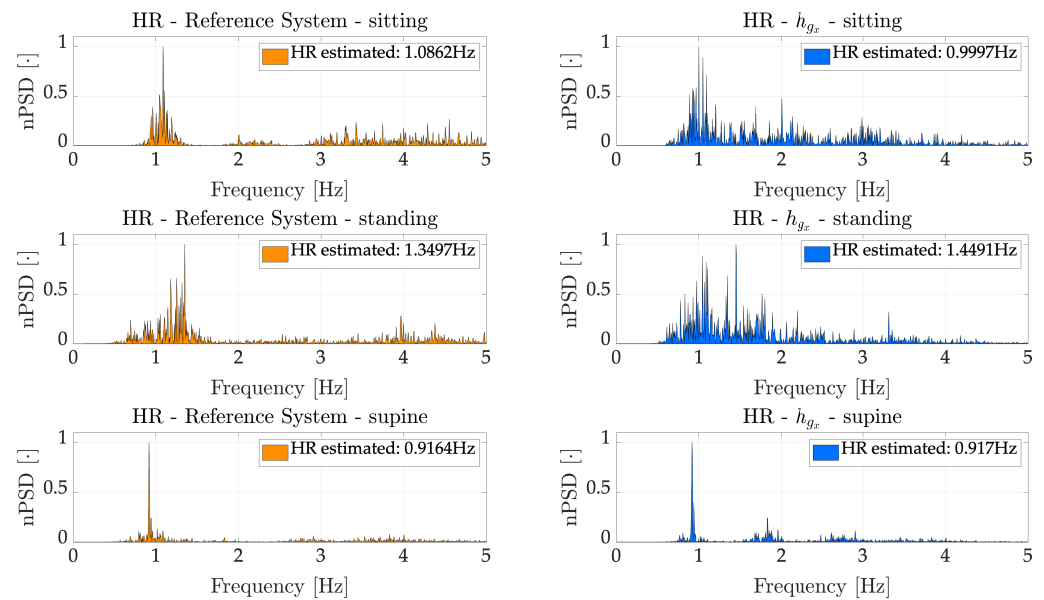 HR - Reference System - sitting
HR estimated: 1.0862Hz
nPSD [·]
1
0.5
0
0 1 2 3 4 5
Frequency [Hz]
HR - h_{g_x} - sitting
HR estimated: 0.9997Hz
nPSD [·]
1
0.5
0
0 1 2 3 4 5
Frequency [Hz]
HR - Reference System - standing
HR estimated: 1.3497Hz
nPSD [·]
1
0.5
0
0 1 2 3 4 5
Frequency [Hz]
HR - h_{g_x} - standing
HR estimated: 1.4491Hz
nPSD [·]
1
0.5
0
0 1 2 3 4 5
Frequency [Hz]
HR - Reference System - supine
HR estimated: 0.9164Hz
nPSD [·]
1
0.5
0
0 1 2 3 4 5
Frequency [Hz]
HR - h_{g_x} - supine
HR estimated: 0.917Hz
nPSD [·]
1
0.5
0
0 1 2 3 4 5
Frequency [Hz]